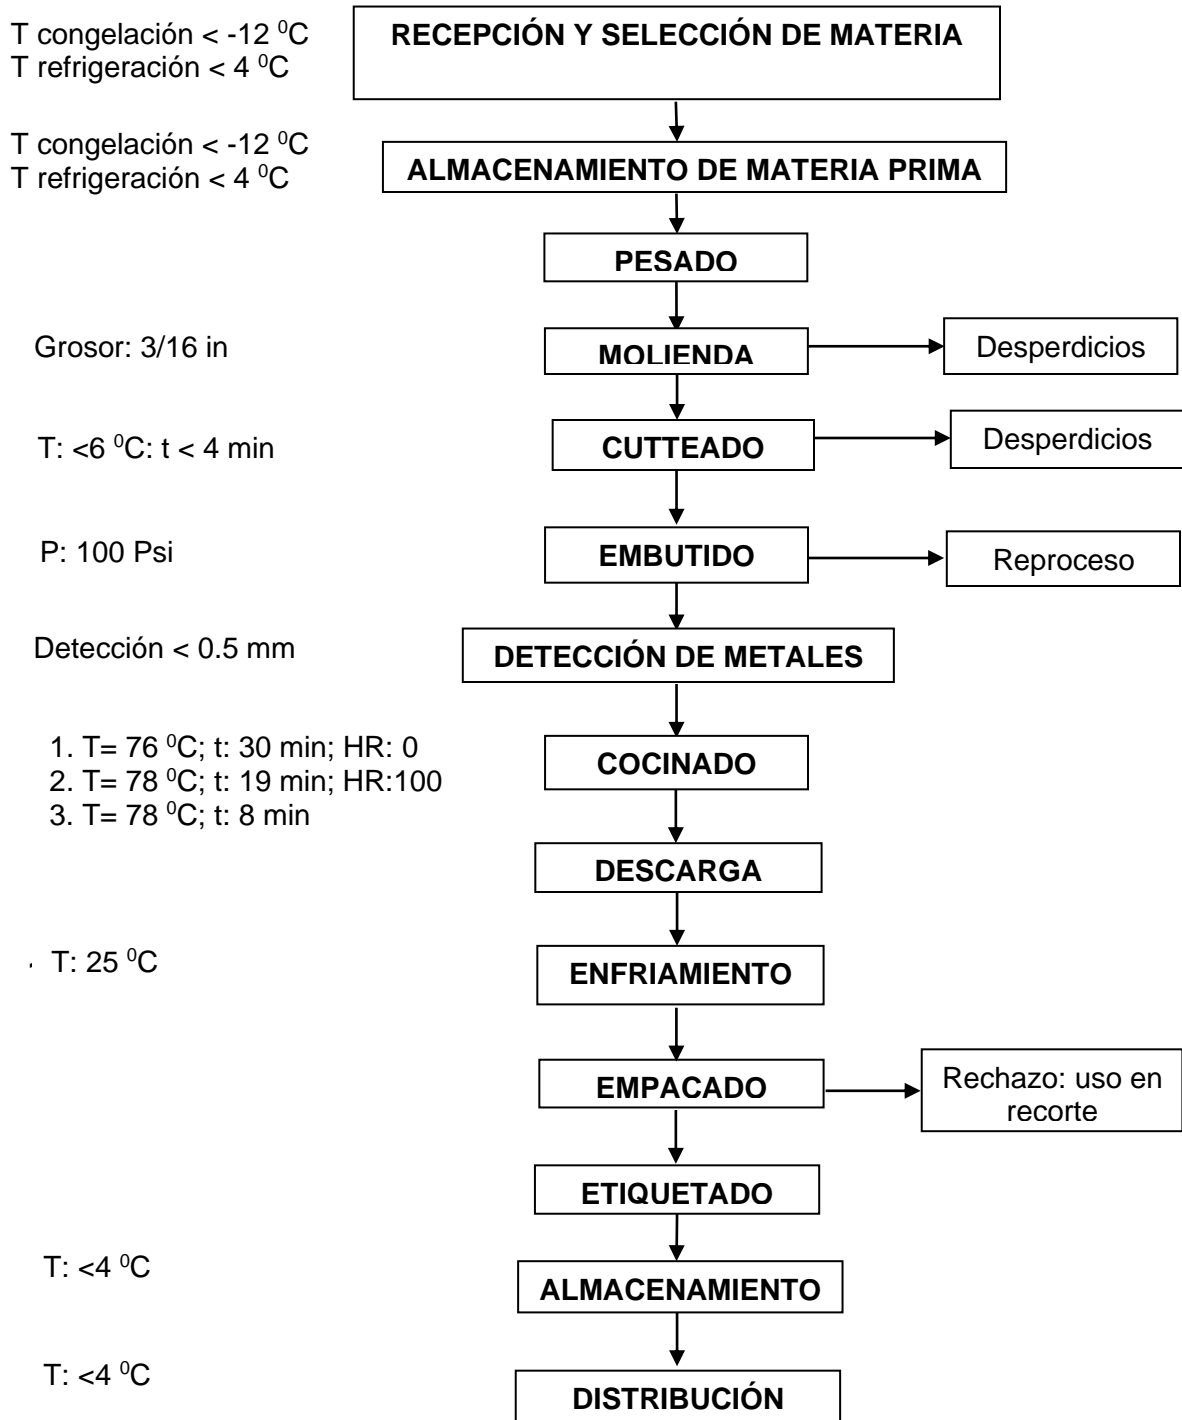 T congelación < -12 ⁰C
T refrigeración < 4 ⁰C
RECEPCIÓN Y SELECCIÓN DE MATERIA
T congelación < -12 ⁰C
T refrigeración < 4 ⁰C
ALMACENAMIENTO DE MATERIA PRIMA
PESADO
Grosor: 3/16 in
MOLIENDA
Desperdicios
T: <6 ⁰C: t < 4 min
CUTTEADO
Desperdicios
P: 100 Psi
EMBUTIDO
Reproceso
Detección < 0.5 mm
DETECCIÓN DE METALES
1. T= 76 ⁰C; t: 30 min; HR: 0
2. T= 78 ⁰C; t: 19 min; HR:100
3. T= 78 ⁰C; t: 8 min
COCINADO
DESCARGA
T: 25 ⁰C
ENFRIAMIENTO
EMPACADO
Rechazo: uso en
recorte
ETIQUETADO
T: <4 ⁰C
ALMACENAMIENTO
T: <4 ⁰C
DISTRIBUCIÓN